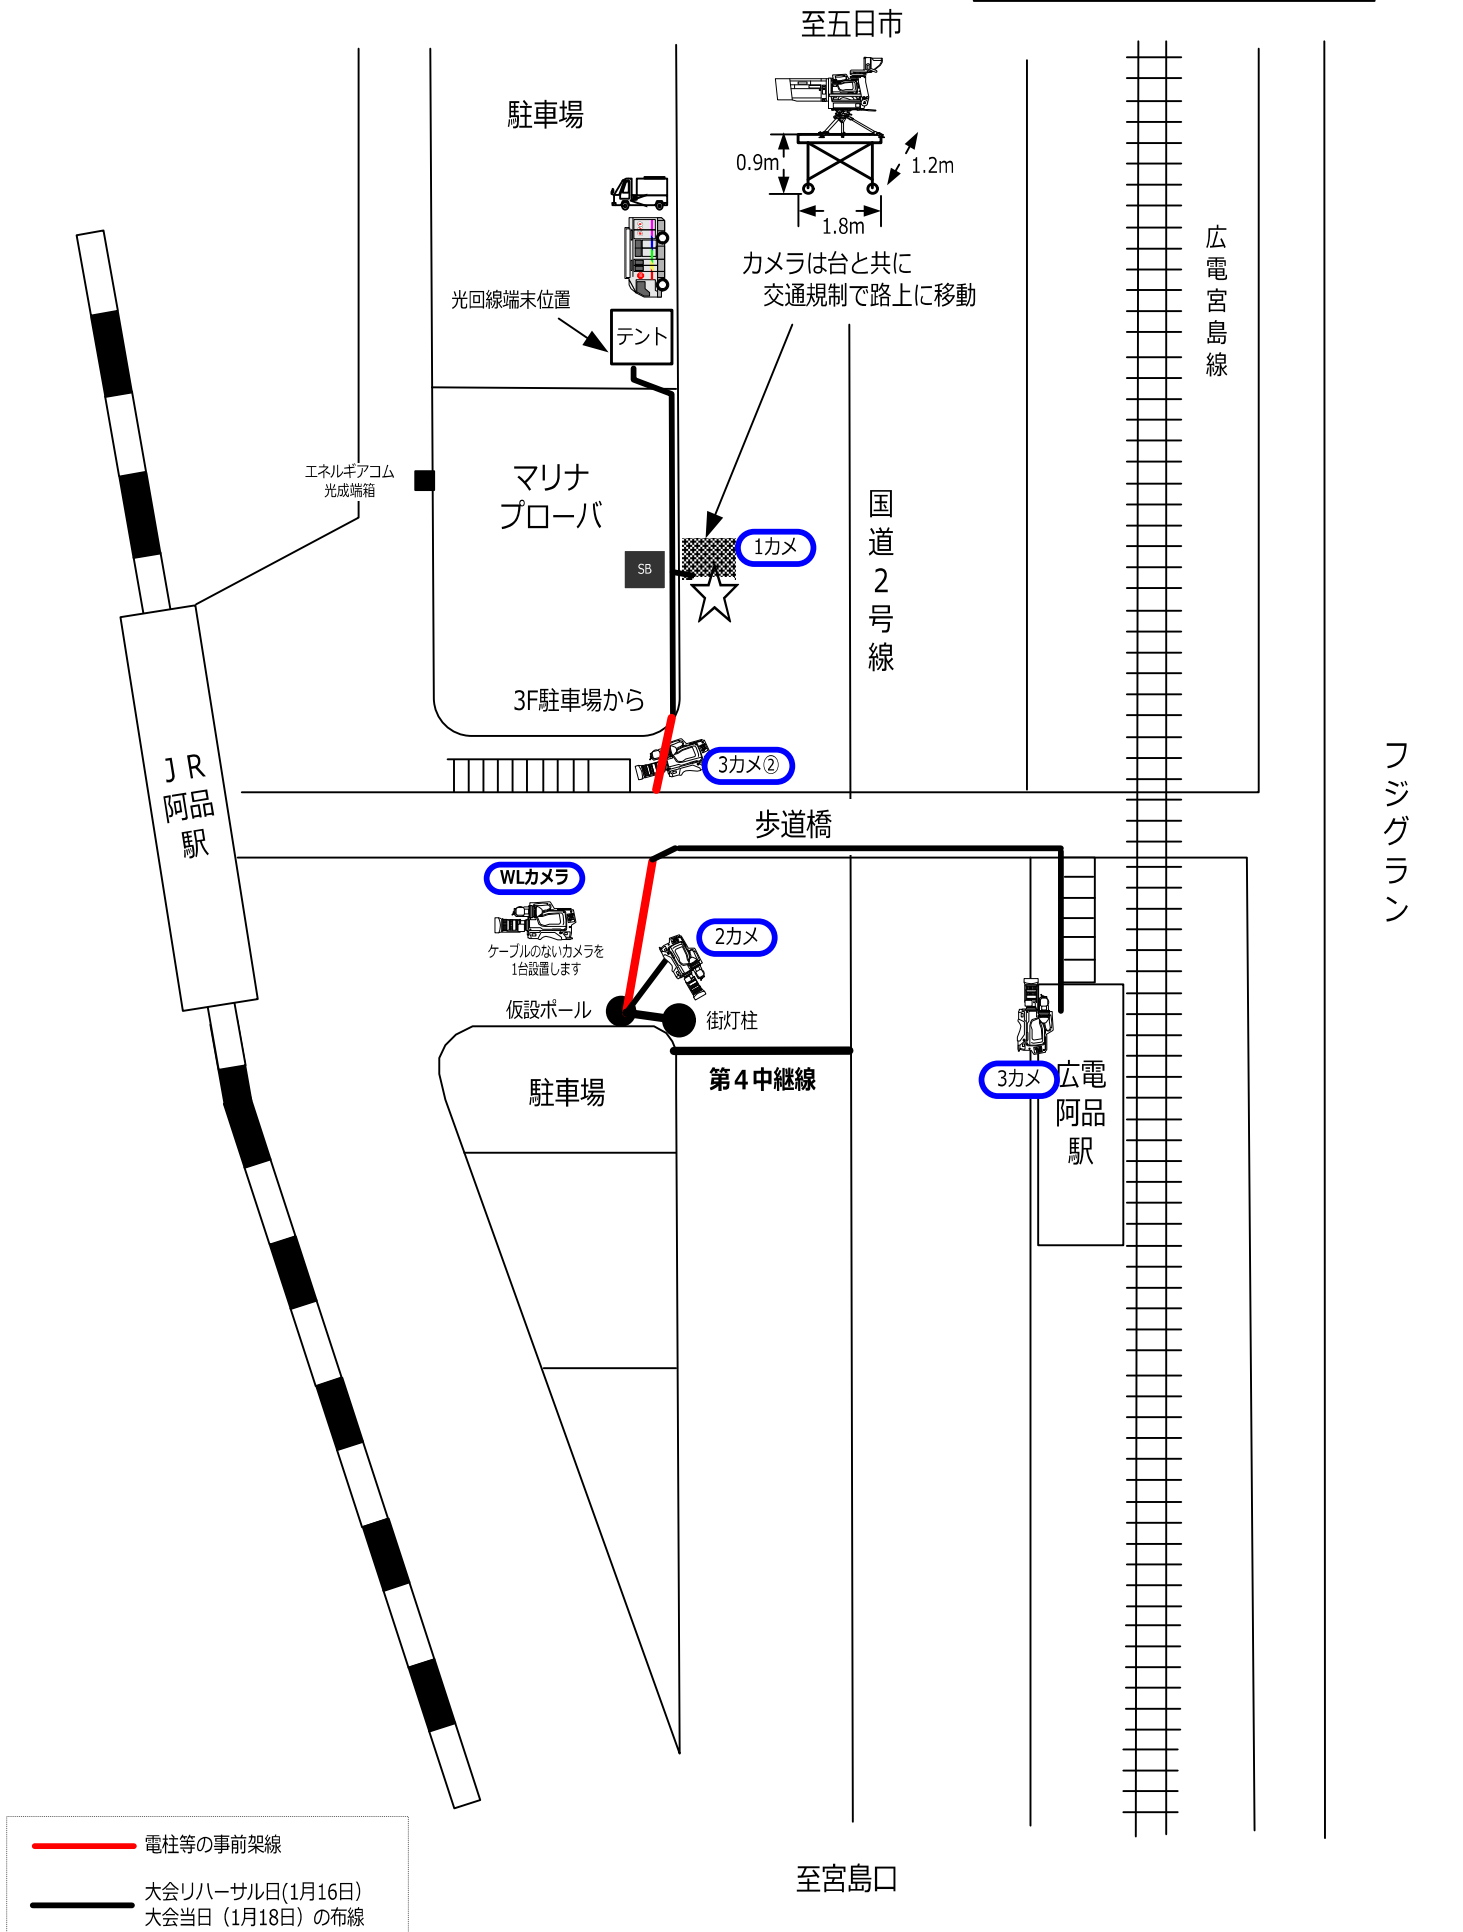 至五日市
駐車場
0.9m
1.2m
1.8m
カメラは台と共に
交通規制で路上に移動
光回線端末位置
テント
広電宮島線
エネルギアコム
光成端箱
マリナ
プローバ
国道2号線
1カメ
SB
3F駐車場から
3カメ②
フジグラン
JR
阿品
駅
歩道橋
WLカメラ
ケーブルのないカメラを
1台設置します
2カメ
仮設ポール
街灯柱
第4中継線
駐車場
3カメ
広電
阿品
駅
至宮島口
電柱等の事前架線
大会リハーサル日(1月16日)
大会当日（1月18日）の布線